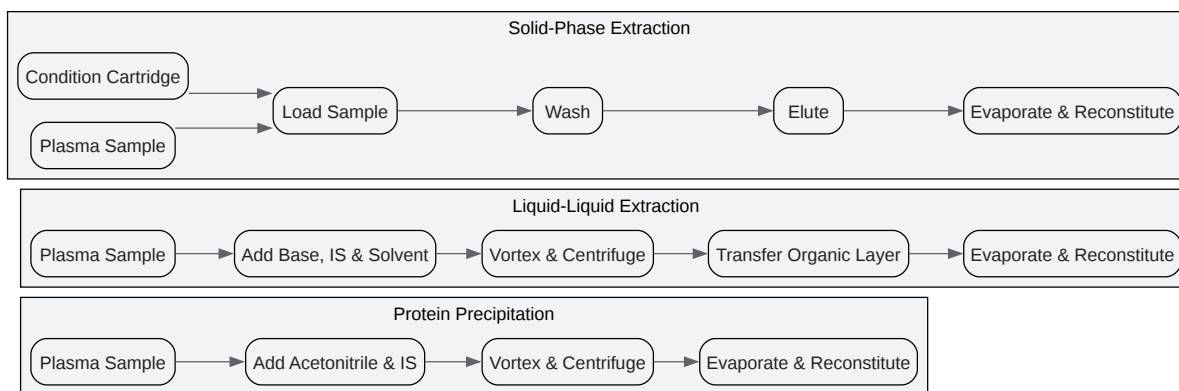 Solid-Phase Extraction
Condition Cartridge
Plasma Sample
Load Sample
Wash
Elute
Evaporate & Reconstitute
Liquid-Liquid Extraction
Plasma Sample
Add Base, IS & Solvent
Vortex & Centrifuge
Transfer Organic Layer
Evaporate & Reconstitute
Protein Precipitation
Plasma Sample
Add Acetonitrile & IS
Vortex & Centrifuge
Evaporate & Reconstitute